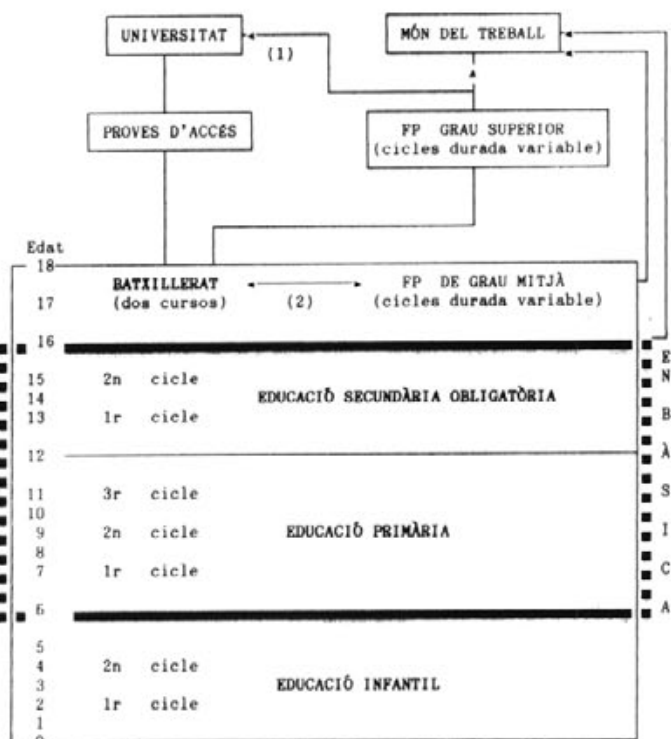 UNIVERSITAT
MÓN DEL TREBALL
(1)
PROVES D'ACCÉS
FP GRAU SUPERIOR
(cicles durada variable)
Edat
18
BATXILLERAT
(dos cursos)
(2)
FP DE GRAU MITJÀ
(cicles durada variable)
17
16
15 2n cicle
14
EDUCACIÓ SECUNDÀRIA OBLIGATÒRIA
13 1r cicle
12
11 3r cicle
10
9 2n cicle
EDUCACIÓ PRIMÀRIA
8
7 1r cicle
6
5
4 2n cicle
3
EDUCACIÓ INFANTIL
2 1r cicle
1
E
N
B
À
S
I
C
A